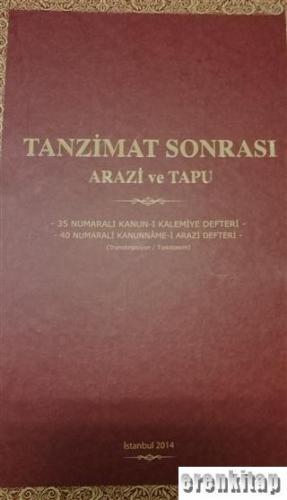 TANZİMAT SONRASI
ARAZİ ve TAPU
- 35 NUMARALI KANUN-I KALEMİYE DEFTERİ -
- 40 NUMARALI KANUNNÂME-İ ARAZİ DEFTERİ -
(Transkripsiyon / Tıpkıbasım)
İstanbul 2014
erenkitap